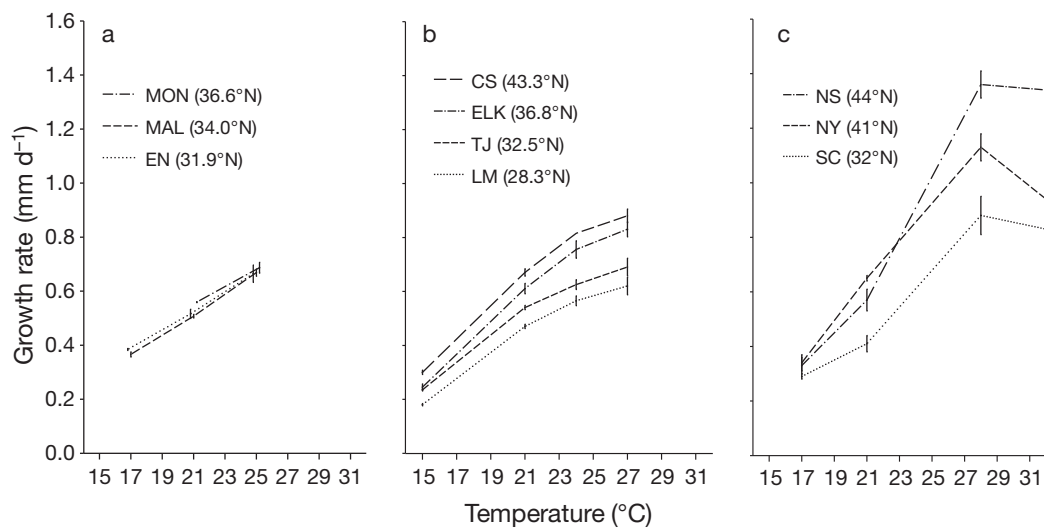 Growth rate (mm d⁻¹)
1.6
1.4
1.2
1.0
0.8
0.6
0.4
0.2
0.0
a
MON (36.6°N)
MAL (34.0°N)
EN (31.9°N)
15 17 19 21 23 25 27 29 31
b
CS (43.3°N)
ELK (36.8°N)
TJ (32.5°N)
LM (28.3°N)
15 17 19 21 23 25 27 29 31
c
NS (44°N)
NY (41°N)
SC (32°N)
15 17 19 21 23 25 27 29 31
Temperature (°C)